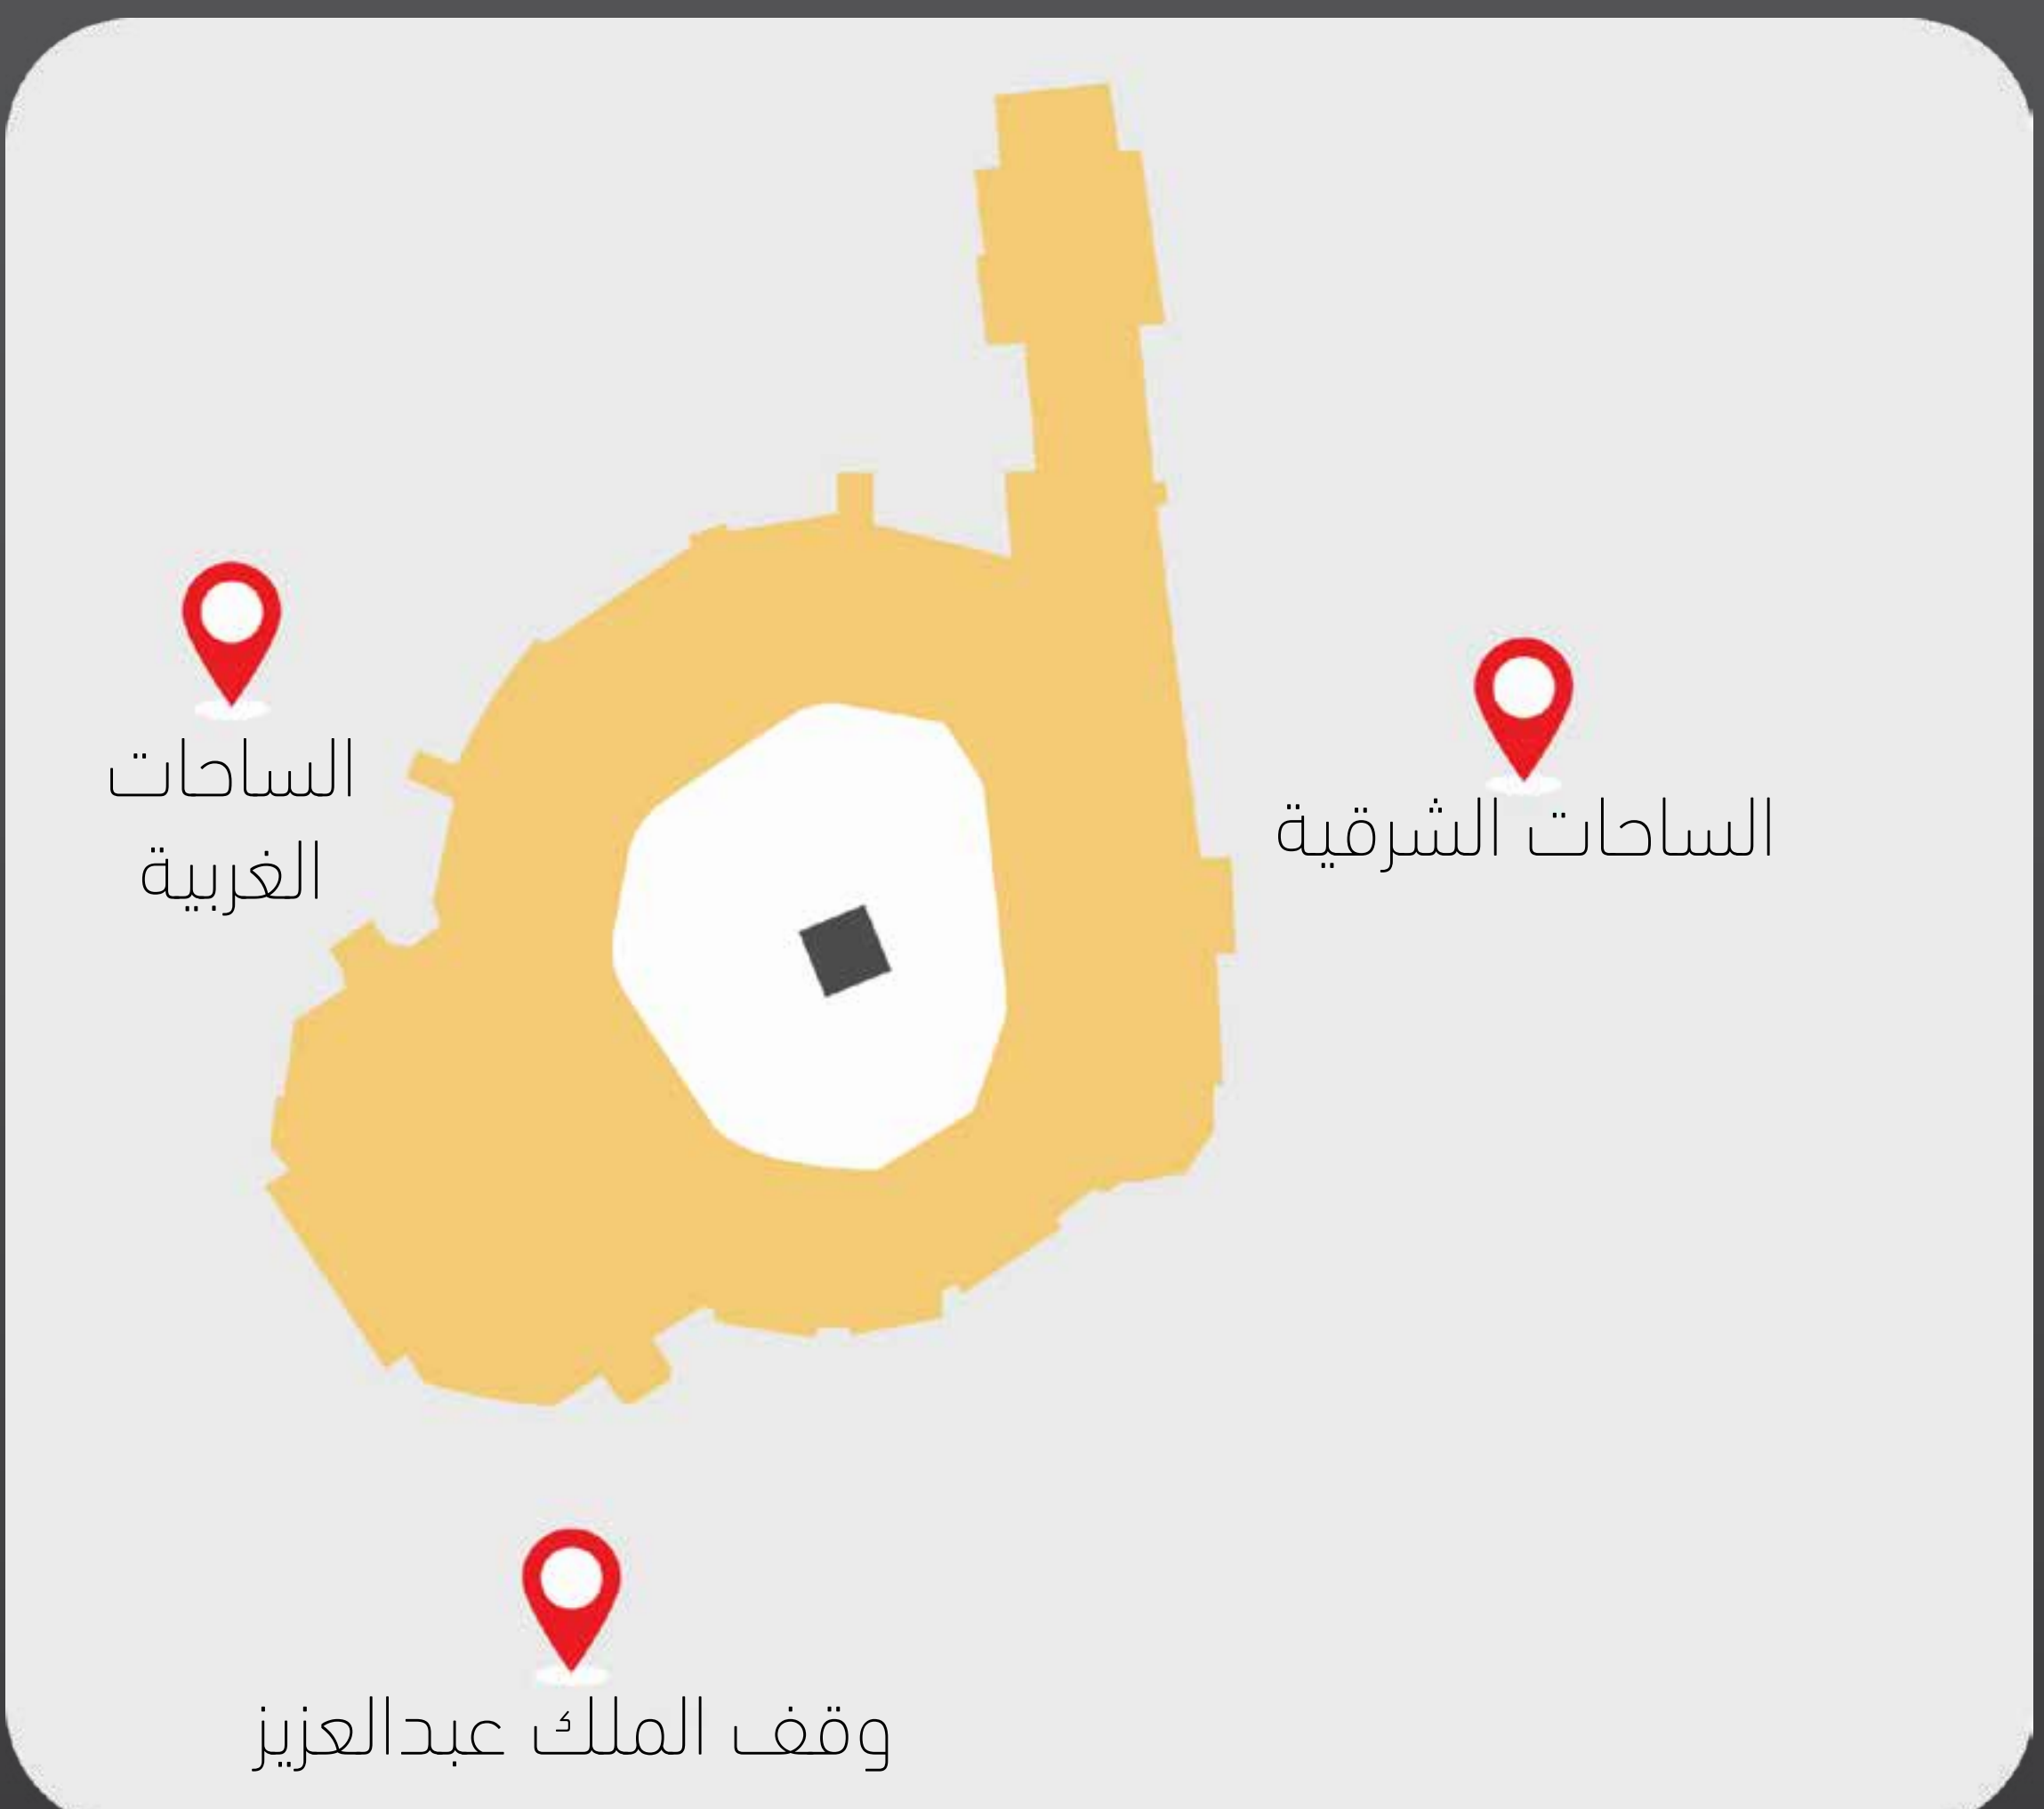 الساحات
الغربية
الساحات الشرقية
وقف الملك عبدالعزيز